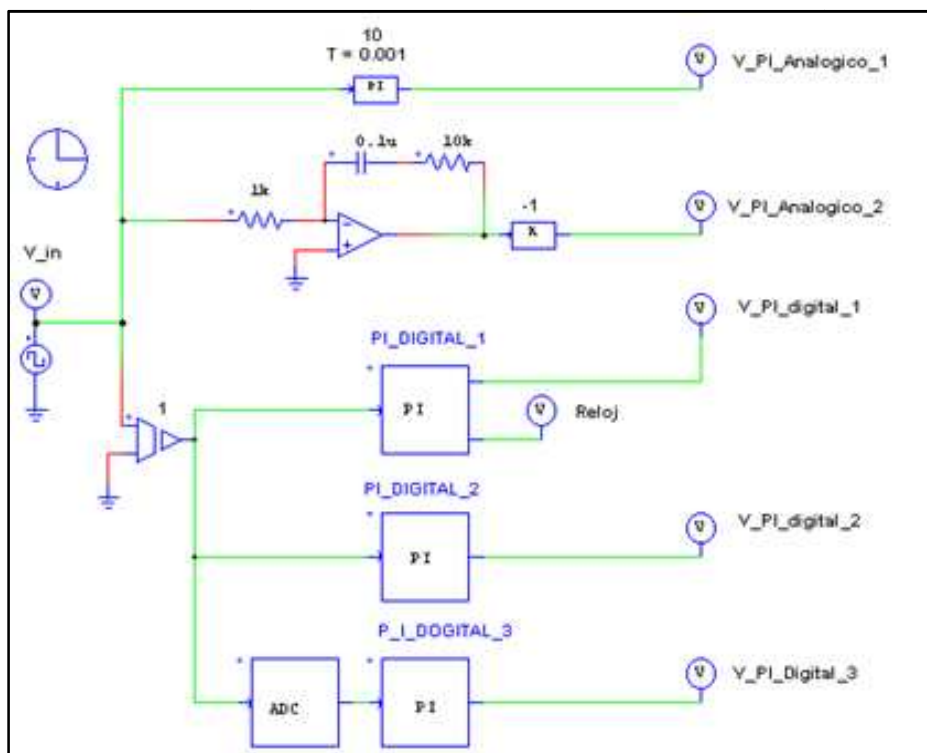 10
T = 0.001
PI
V_PI_Analogico_1
0.1u
10k
1k
-1
K
V_PI_Analogico_2
V_in
V
V_PI_digital_1
PI_DIGITAL_1
PI
Reloj
1
PI_DIGITAL_2
PI
V_PI_digital_2
P_I_DOGITAL_3
ADC
PI
V_PI_Digital_3